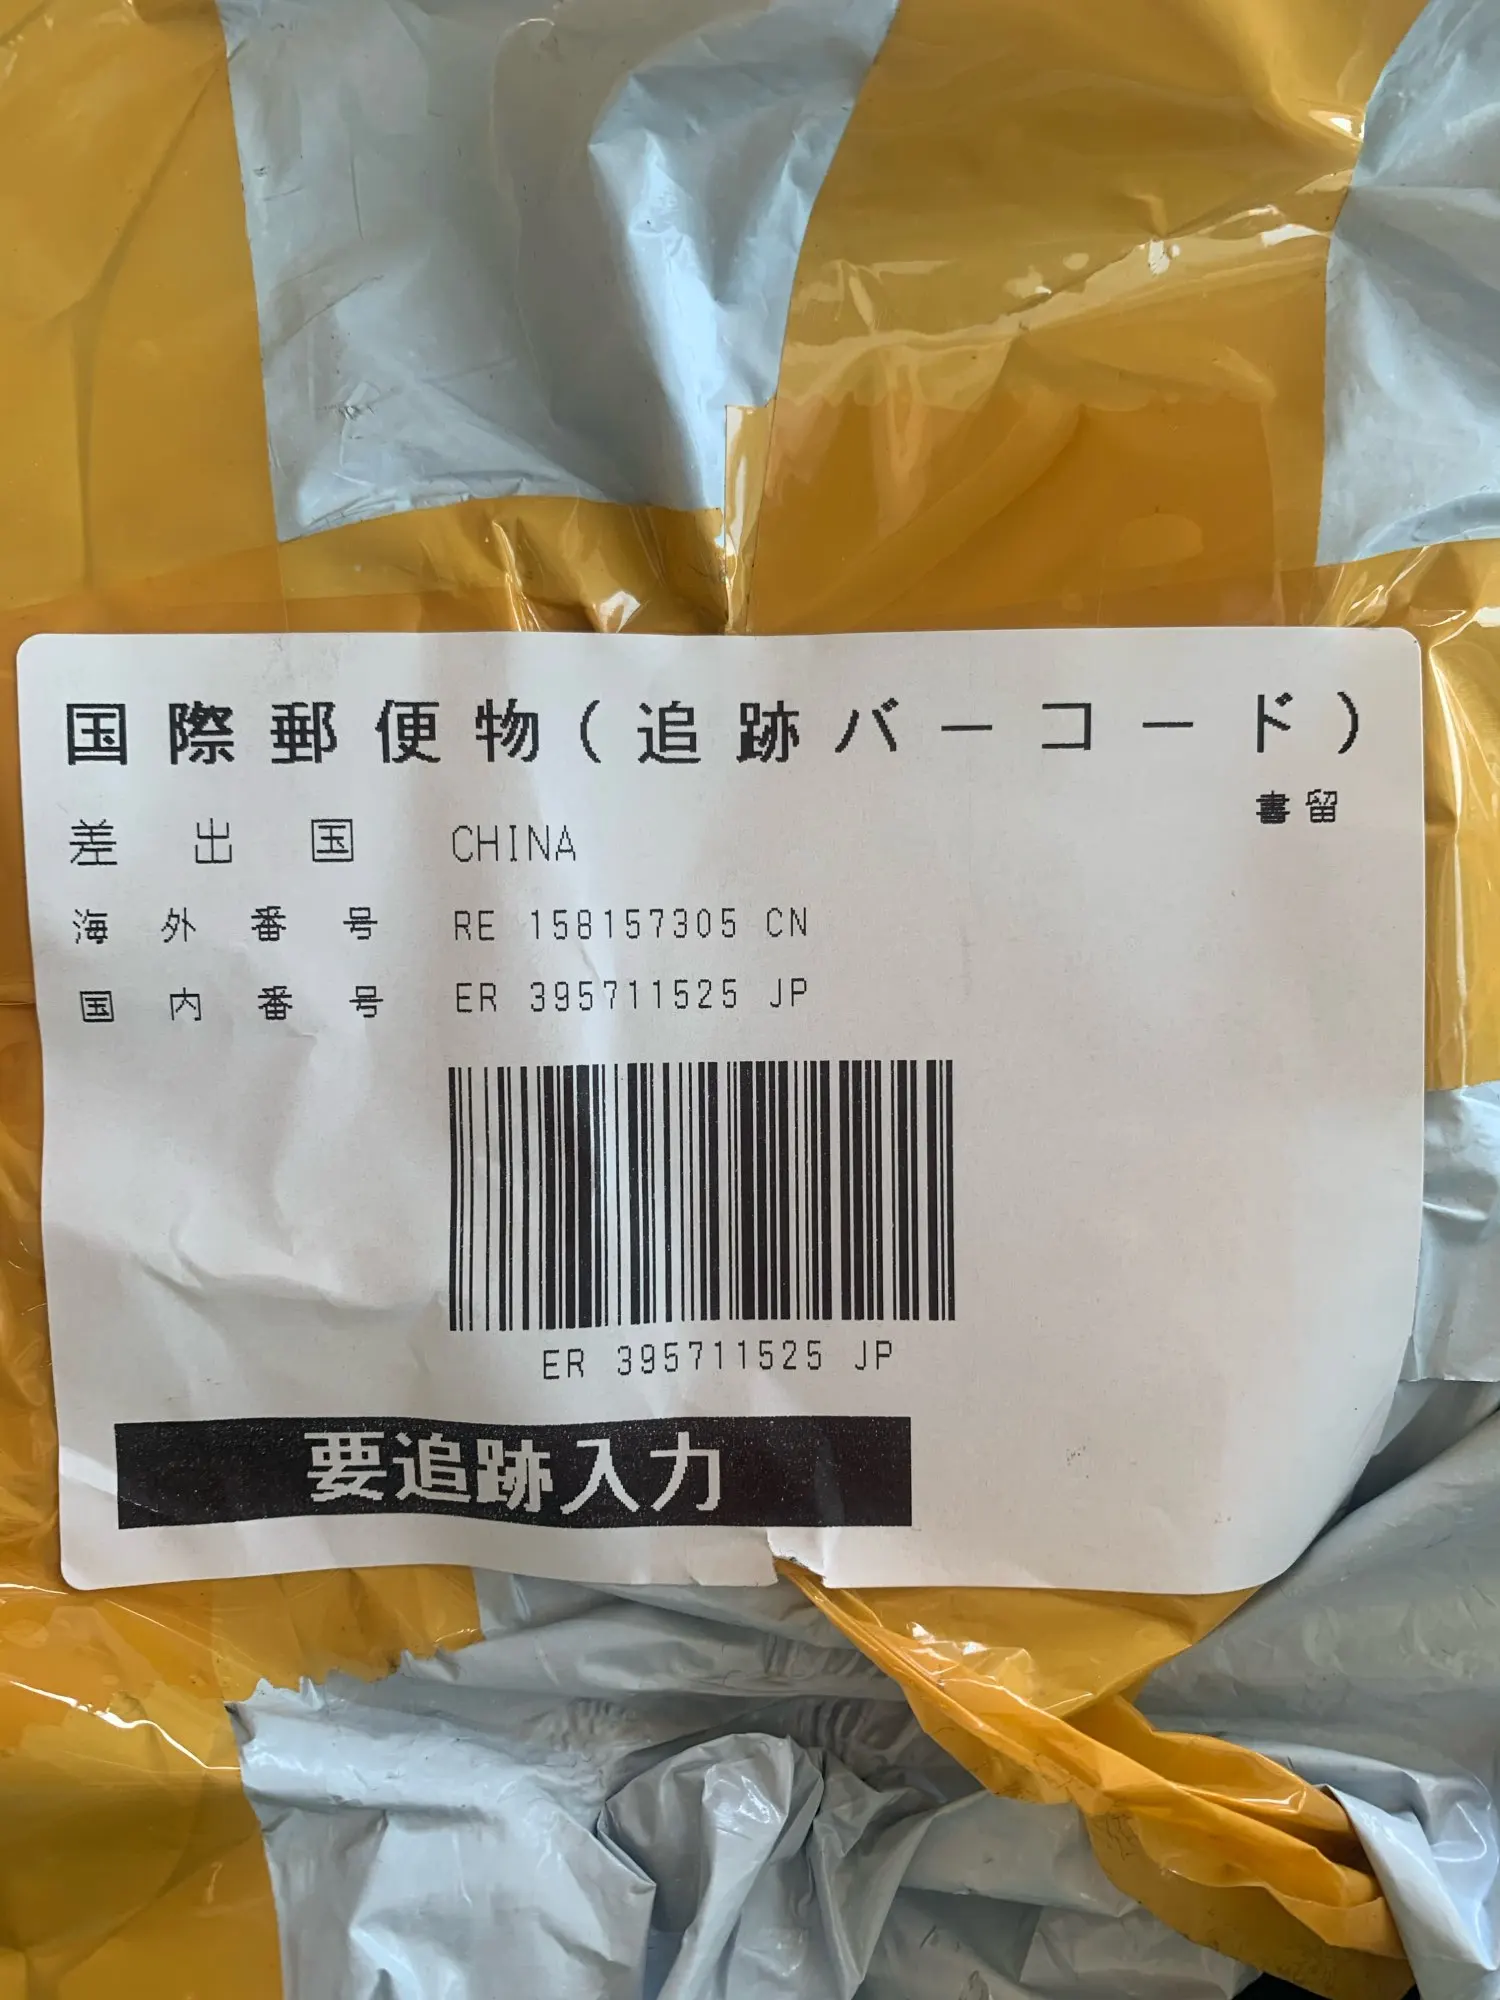 国際郵便物(追跡バーコード)
書留
差出国 CHINA
海外番号 RE 158157305 CN
国内番号 ER 395711525 JP
ER 395711525 JP
要追跡入力